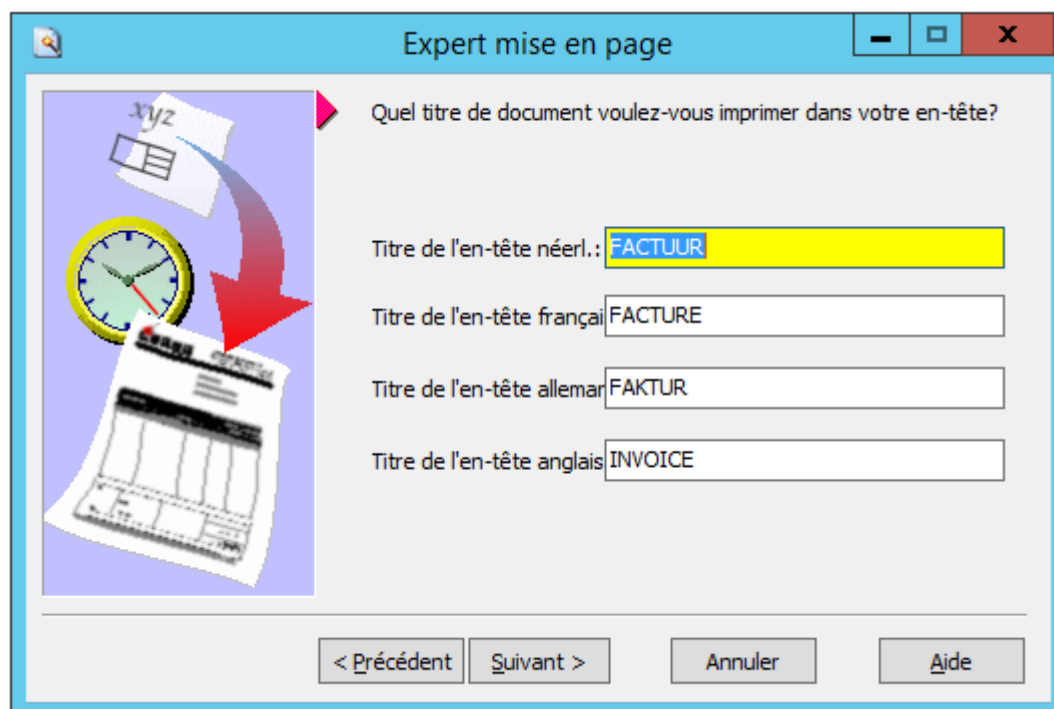 Expert mise en page
xyz
Quel titre de document voulez-vous imprimer dans votre en-tête?
Titre de l'en-tête néerl.: FACTUUR
Titre de l'en-tête françai FACTURE
Titre de l'en-tête alleman FAKTUR
Titre de l'en-tête anglais INVOICE
< Précédent Suivant > Annuler Aide